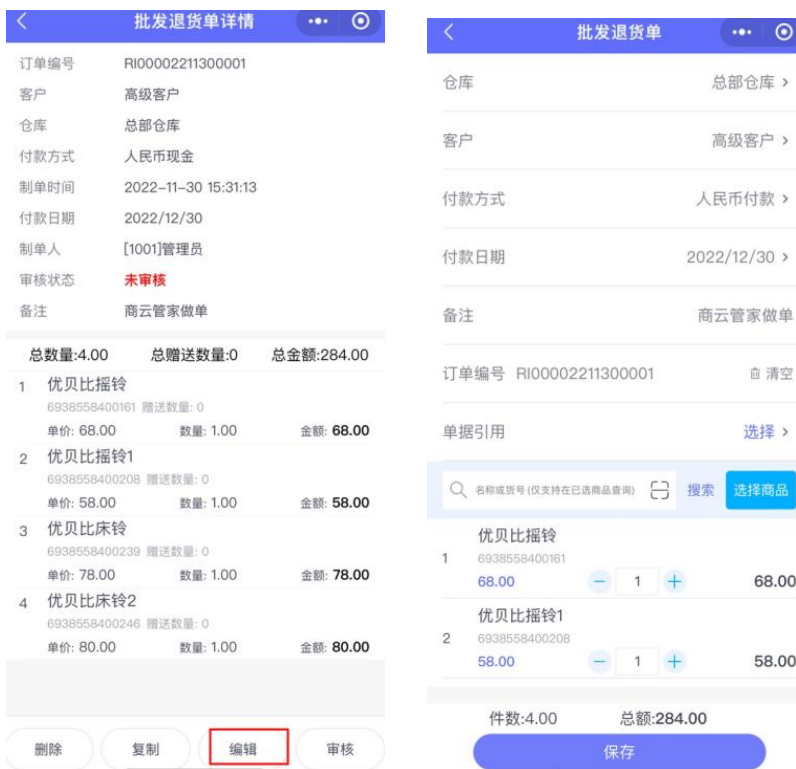 批发退货单详情
订单编号 RI00002211300001
客户 高级客户
仓库 总部仓库
付款方式 人民币现金
制单时间 2022-11-30 15:31:13
付款日期 2022/12/30
制单人 [1001]管理员
审核状态 未审核
备注 商云管家做单
总数量:4.00 总赠送数量:0 总金额:284.00
1 优贝比摇铃
6938558400161 赠送数量: 0
单价: 68.00 数量: 1.00 金额: 68.00
2 优贝比摇铃1
6938558400208 赠送数量: 0
单价: 58.00 数量: 1.00 金额: 58.00
3 优贝比床铃
6938558400239 赠送数量: 0
单价: 78.00 数量: 1.00 金额: 78.00
4 优贝比床铃2
6938558400246 赠送数量: 0
单价: 80.00 数量: 1.00 金额: 80.00
删除 复制 编辑 审核
批发退货单
仓库 总部仓库 >
客户 高级客户 >
付款方式 人民币付款 >
付款日期 2022/12/30 >
备注 商云管家做单
订单编号 RI00002211300001 清空
单据引用 选择 >
名称或货号(仅支持在已选商品查询) 搜索 选择商品
优贝比摇铃
1 6938558400161
68.00 − 1 + 68.00
优贝比摇铃1
2 6938558400208
58.00 − 1 + 58.00
件数:4.00 总额:284.00
保存